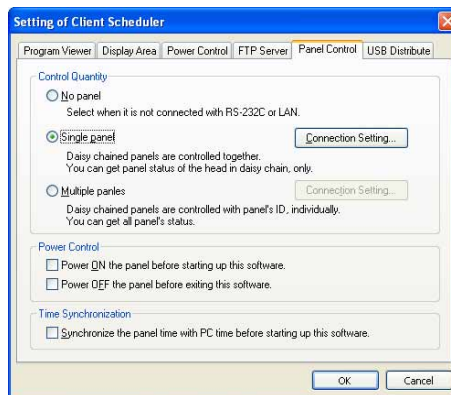 Setting of Client Scheduler
Program Viewer Display Area Power Control FTP Server Panel Control USB Distribute
Control Quantity
No panel
Select when it is not connected with RS-232C or LAN.
Single panel Connection Setting...
Daisy chained panels are controlled together.
You can get panel status of the head in daisy chain, only.
Multiple panles Connection Setting...
Daisy chained panels are controlled with panel's ID, individually.
You can get all panel's status.
Power Control
Power ON the panel before starting up this software.
Power OFF the panel before exiting this software.
Time Synchronization
Synchronize the panel time with PC time before starting up this software.
OK Cancel